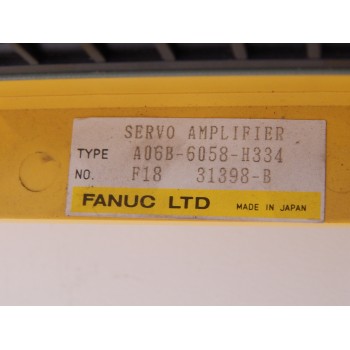 SERVO AMPLIFIER
TYPE A06B-6058-H334
NO. F18 31398-B
FANUC LTD MADE IN JAPAN